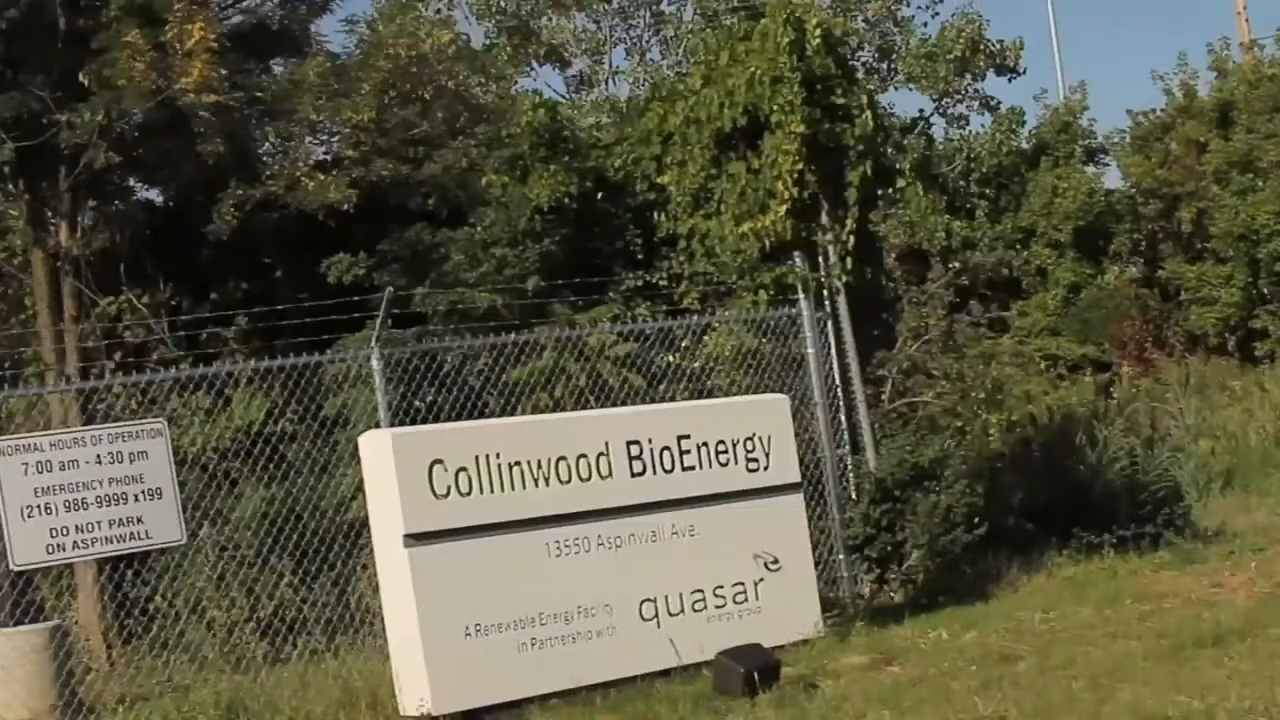 NORMAL HOURS OF OPERATION
7:00 am - 4:30 pm
EMERGENCY PHONE
(216) 986-9999 x199
DO NOT PARK
ON ASPINWALL
Collinwood BioEnergy
13550 Aspinwall Ave.
A Renewable Energy Facility
in Partnership with
quasar
energy group